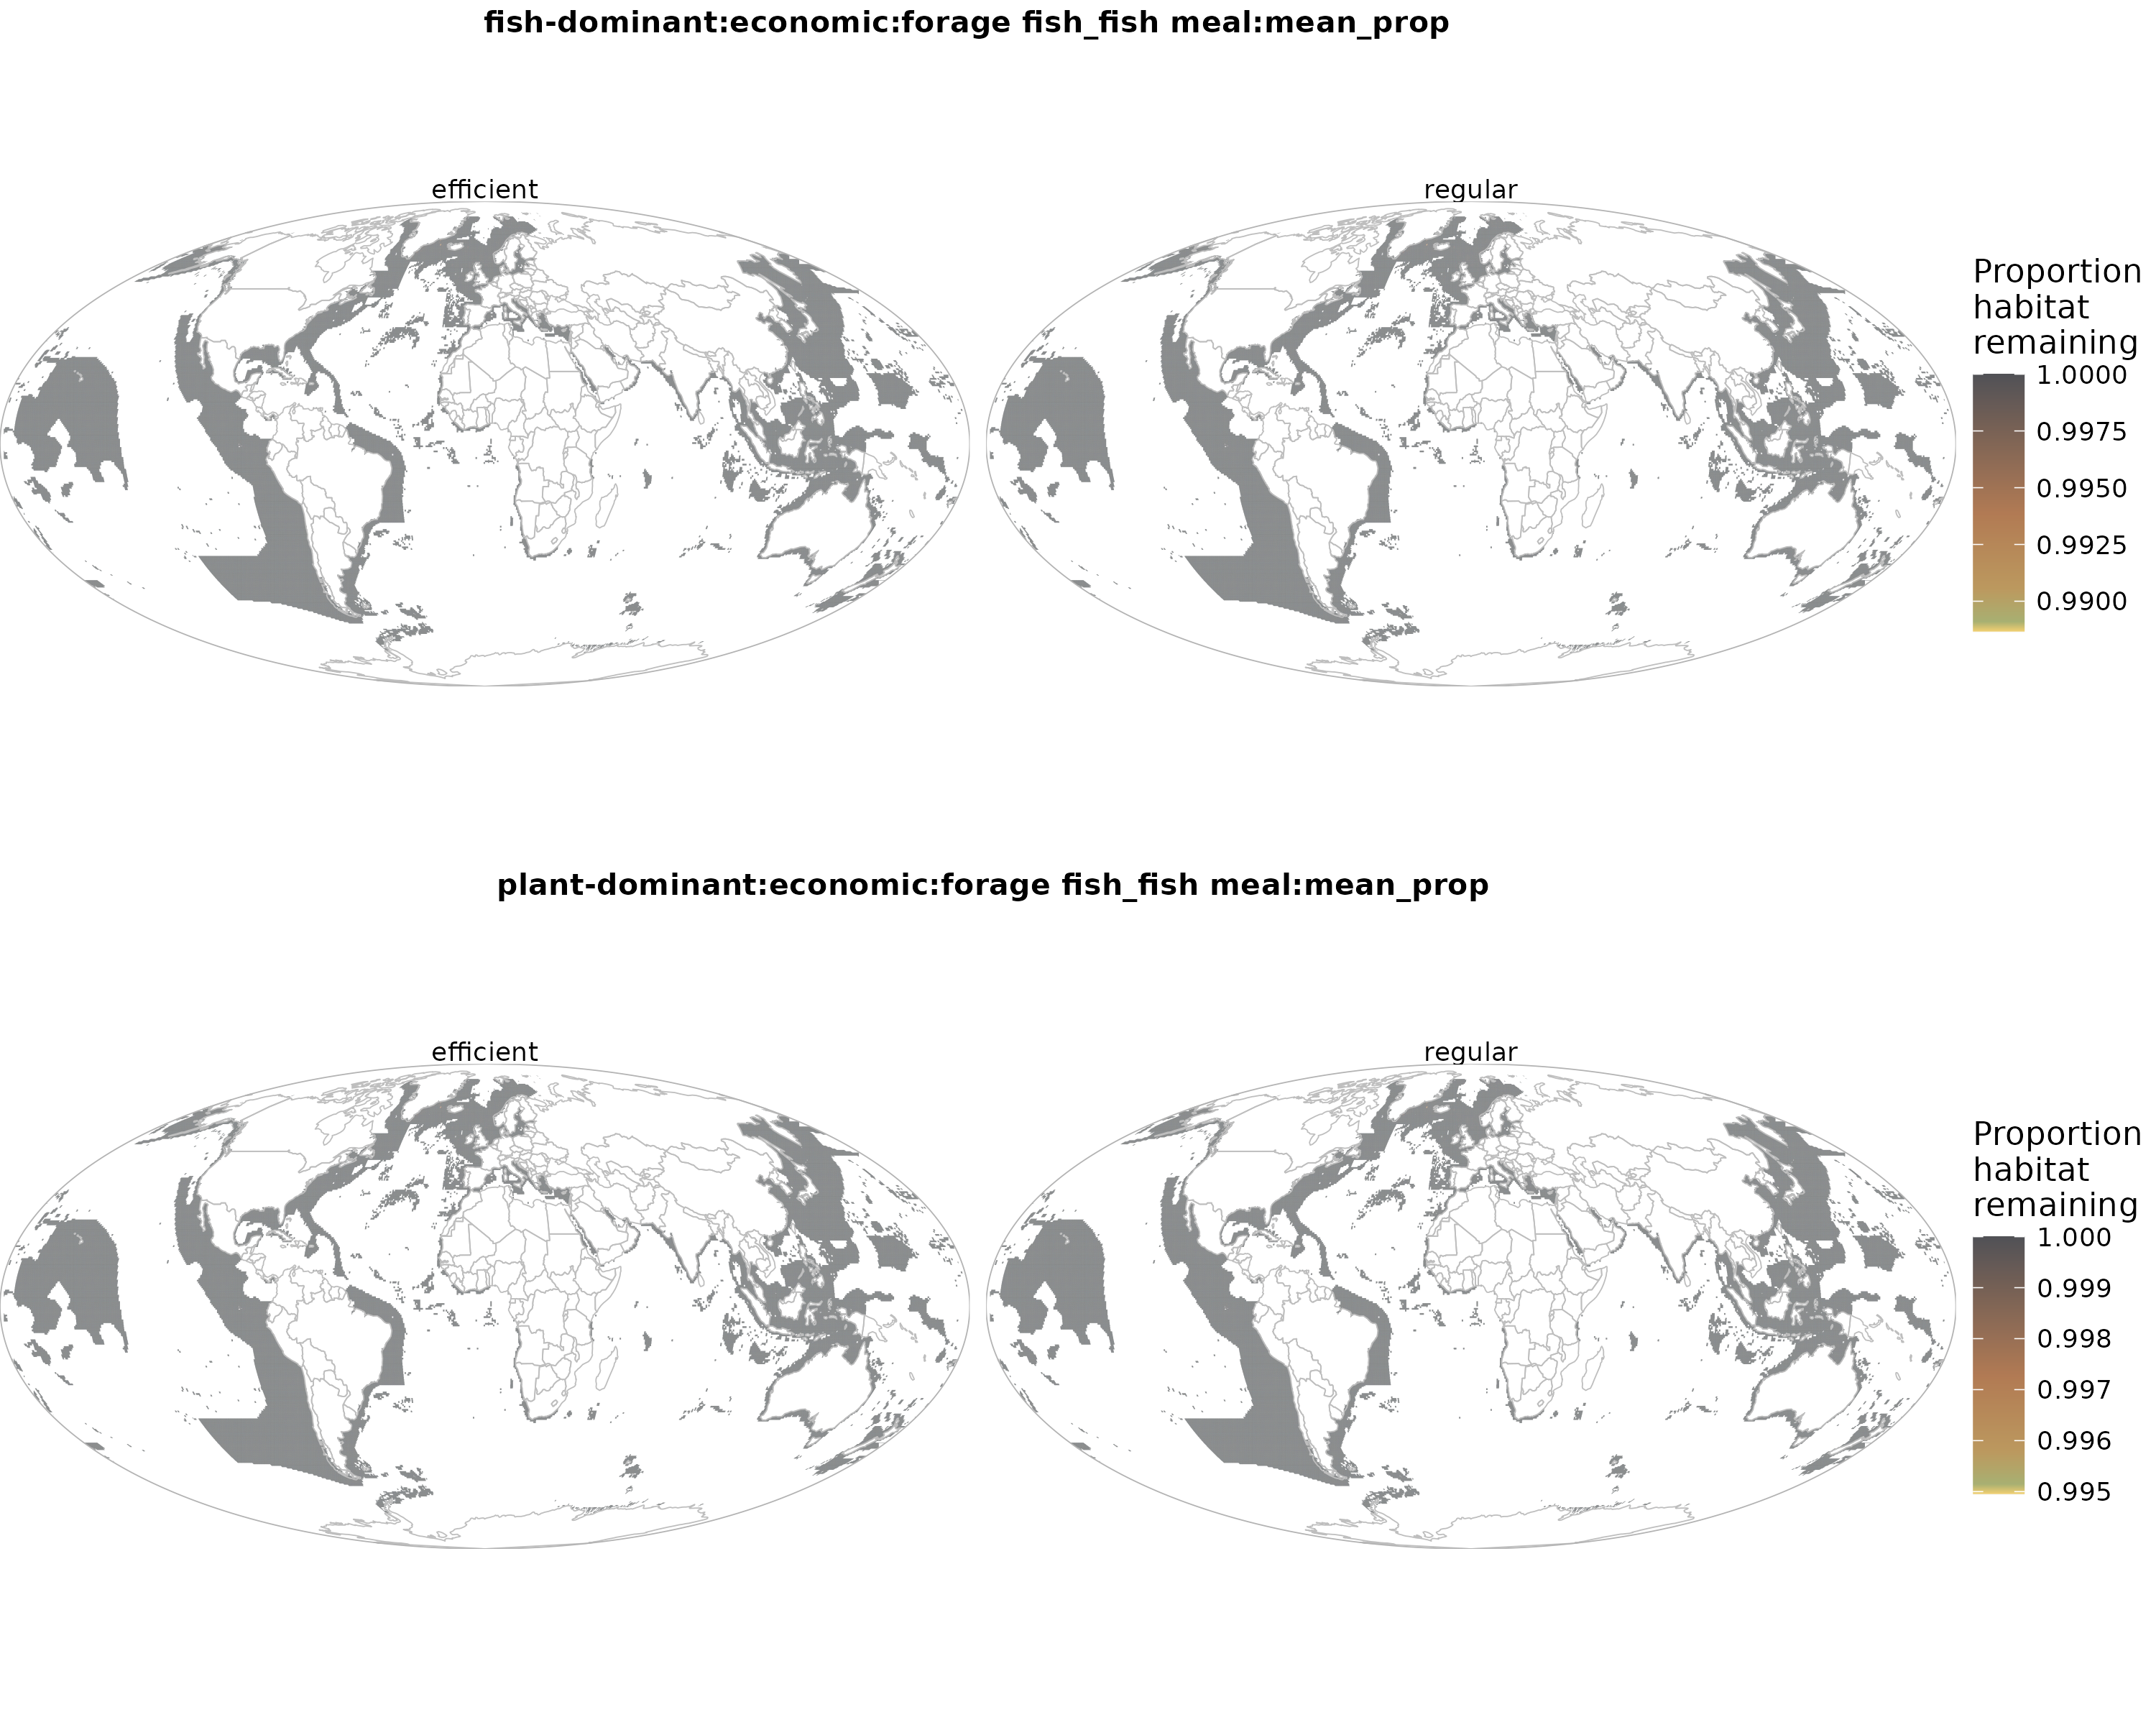 fish-dominant:economic:forage fish_fish meal:mean_prop
efficient
regular
Proportion
habitat
remaining
1.0000
0.9975
0.9950
0.9925
0.9900
plant-dominant:economic:forage fish_fish meal:mean_prop
efficient
regular
Proportion
habitat
remaining
1.000
0.999
0.998
0.997
0.996
0.995